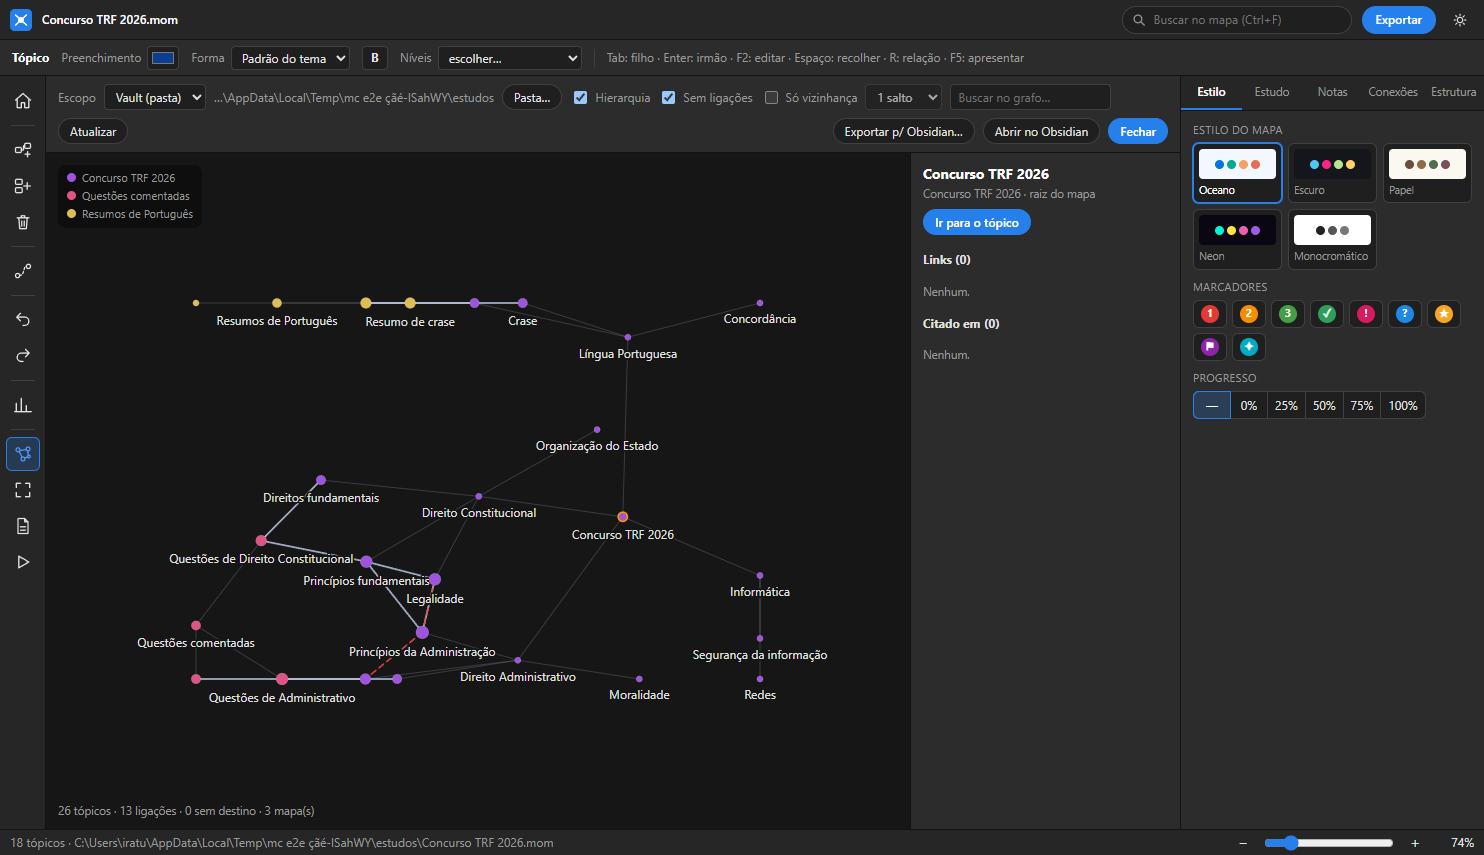 Concurso TRF 2026.mom
Buscar no mapa (Ctrl+F)
Exportar
Tópico
Preenchimento
Forma
Padrão do tema
B
Níveis
escolher...
Tab: filho · Enter: irmão · F2: editar · Espaço: recolher · R: relação · F5: apresentar
Escopo
Vault (pasta)
...\AppData\Local\Temp\mc e2e çãé-ISahWY\estudos
Pasta...
Hierarquia
Sem ligações
Só vizinhança
1 salto
Buscar no grafo...
Atualizar
Exportar p/ Obsidian...
Abrir no Obsidian
Fechar
Concurso TRF 2026
Questões comentadas
Resumos de Português
Resumos de Português
Resumo de crase
Crase
Concordância
Língua Portuguesa
Organização do Estado
Direitos fundamentais
Direito Constitucional
Concurso TRF 2026
Questões de Direito Constitucional
Princípios fundamentais
Legalidade
Informática
Questões comentadas
Princípios da Administração
Segurança da informação
Direito Administrativo
Questões de Administrativo
Moralidade
Redes
26 tópicos · 13 ligações · 0 sem destino · 3 mapa(s)
Concurso TRF 2026
Concurso TRF 2026 · raiz do mapa
Ir para o tópico
Links (0)
Nenhum.
Citado em (0)
Nenhum.
Estilo
Estudo
Notas
Conexões
Estrutura
ESTILO DO MAPA
Oceano
Escuro
Papel
Neon
Monocromático
MARCADORES
1
2
3
!
?
PROGRESSO
—
0%
25%
50%
75%
100%
18 tópicos · C:\Users\iratu\AppData\Local\Temp\mc e2e çãé-ISahWY\estudos\Concurso TRF 2026.mom
−
+
74%